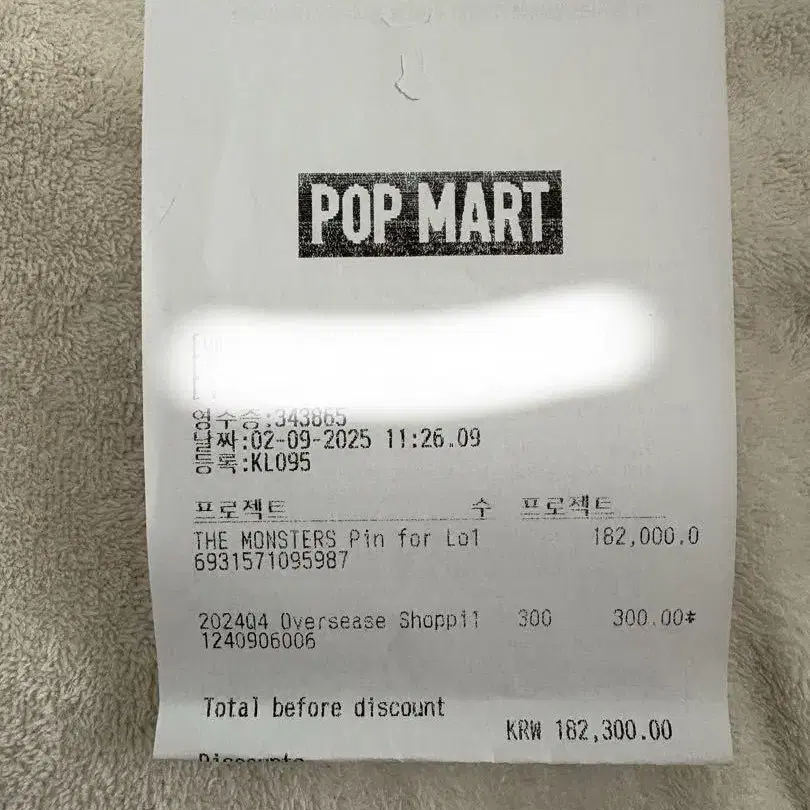 POP MART
영수증:343865
날짜:02-09-2025 11:26.09
등록:KL095
프로젝트 수 프로젝트
THE MONSTERS Pin for Lo1 182,000.0
6931571095987
2024Q4 Oversease Shoppi1 300 300.00*
1240906006
Total before discount
KRW 182,300.00